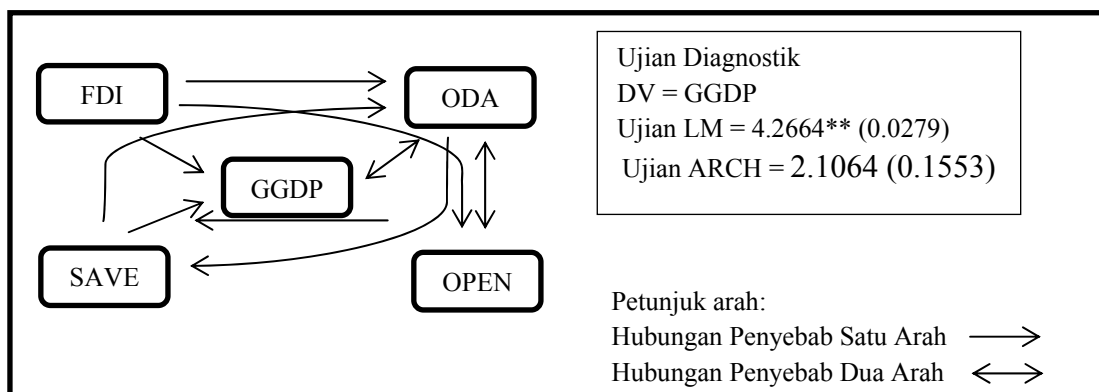 FDI
ODA
GGDP
SAVE
OPEN
Ujian Diagnostik
DV = GGDP
Ujian LM = 4.2664** (0.0279)
Ujian ARCH = 2.1064 (0.1553)
Petunjuk arah:
Hubungan Penyebab Satu Arah
Hubungan Penyebab Dua Arah